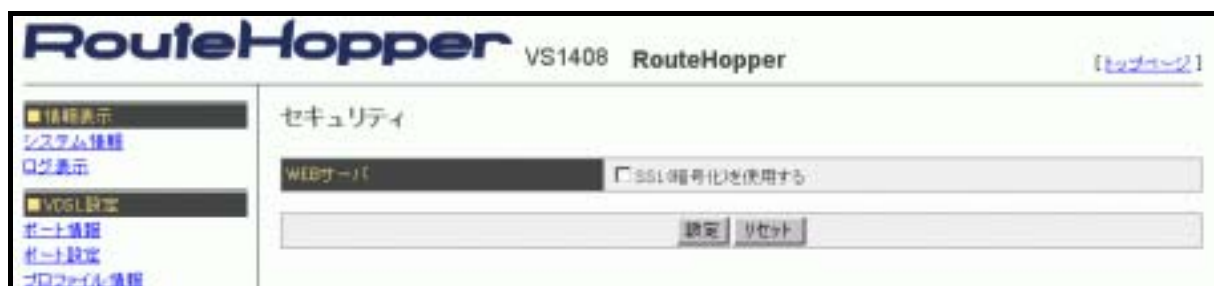 RouteHopper VS1408 RouteHopper [トップページ]
■情報表示
システム情報
ログ表示
■VDSL設定
ポート情報
ポート設定
プロファイル情報
セキュリティ
WEBサーバ □SSL(暗号化)を使用する
設定 リセット